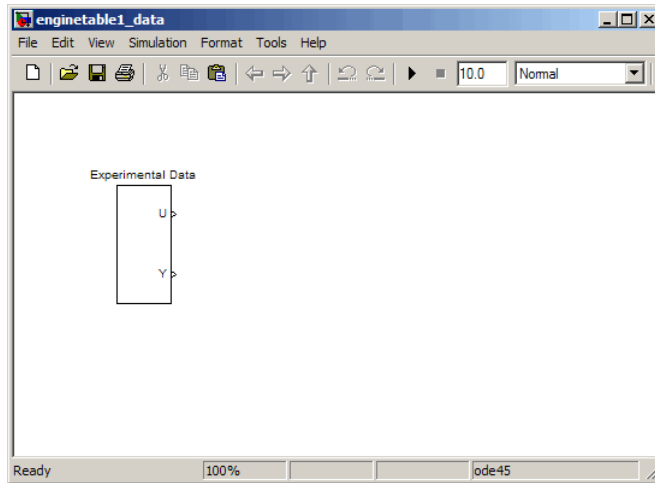 enginetable1_data
File Edit View Simulation Format Tools Help
10.0 Normal
Experimental Data
U
Y
Ready 100% ode45